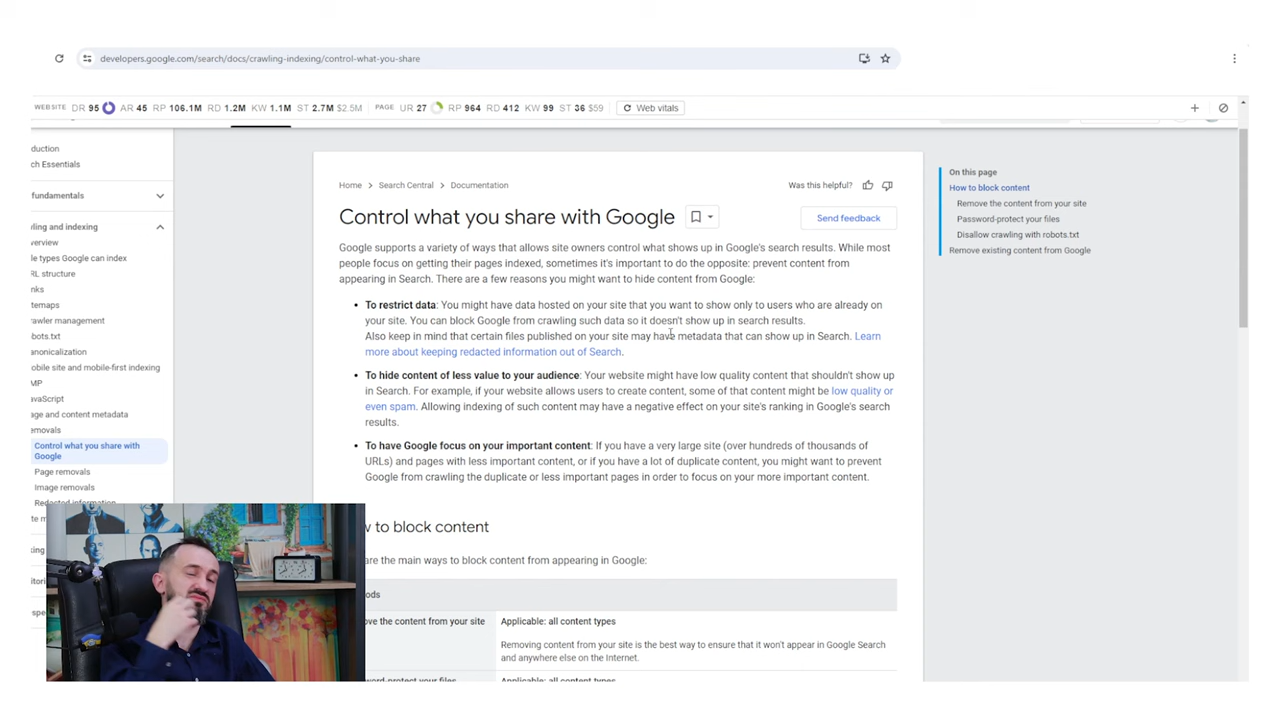 developers.google.com/search/docs/crawling-indexing/control-what-you-share
WEBSITE DR 95 AR 45 RP 106.1M RD 1.2M KW 1.1M ST 2.7M $2.5M PAGE UR 27 RP 964 RD 412 KW 99 ST 36 $59 Web vitals
duction
ch Essentials
fundamentals
ling and indexing
verview
le types Google can index
RL structure
nks
temaps
rawler management
bots.txt
anonicalization
obile site and mobile-first indexing
MP
vaScript
age and content metadata
emovals
Control what you share with
Google
Page removals
Image removals
Redacted information
Home > Search Central > Documentation
Was this helpful?
Control what you share with Google
Send feedback
Google supports a variety of ways that allows site owners control what shows up in Google's search results. While most
people focus on getting their pages indexed, sometimes it's important to do the opposite: prevent content from
appearing in Search. There are a few reasons you might want to hide content from Google:
• To restrict data: You might have data hosted on your site that you want to show only to users who are already on
your site. You can block Google from crawling such data so it doesn't show up in search results.
Also keep in mind that certain files published on your site may have metadata that can show up in Search. Learn
more about keeping redacted information out of Search.
• To hide content of less value to your audience: Your website might have low quality content that shouldn't show up
in Search. For example, if your website allows users to create content, some of that content might be low quality or
even spam. Allowing indexing of such content may have a negative effect on your site's ranking in Google's search
results.
• To have Google focus on your important content: If you have a very large site (over hundreds of thousands of
URLs) and pages with less important content, or if you have a lot of duplicate content, you might want to prevent
Google from crawling the duplicate or less important pages in order to focus on your more important content.
w to block content
are the main ways to block content from appearing in Google:
ods
ve the content from your site
Applicable: all content types
Removing content from your site is the best way to ensure that it won't appear in Google Search
and anywhere else on the Internet.
word-protect your files
Applicable: all content types
On this page
How to block content
Remove the content from your site
Password-protect your files
Disallow crawling with robots.txt
Remove existing content from Google